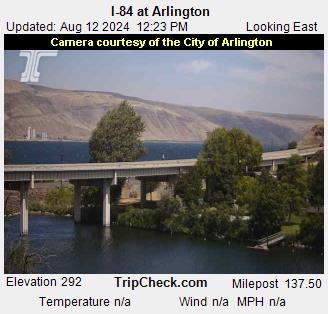 I-84 at Arlington
Updated: Aug 12 2024 12:23 PM Looking East
Camera courtesy of the City of Arlington
Elevation 292 TripCheck.com Milepost 137.50
Temperature n/a Wind n/a MPH n/a